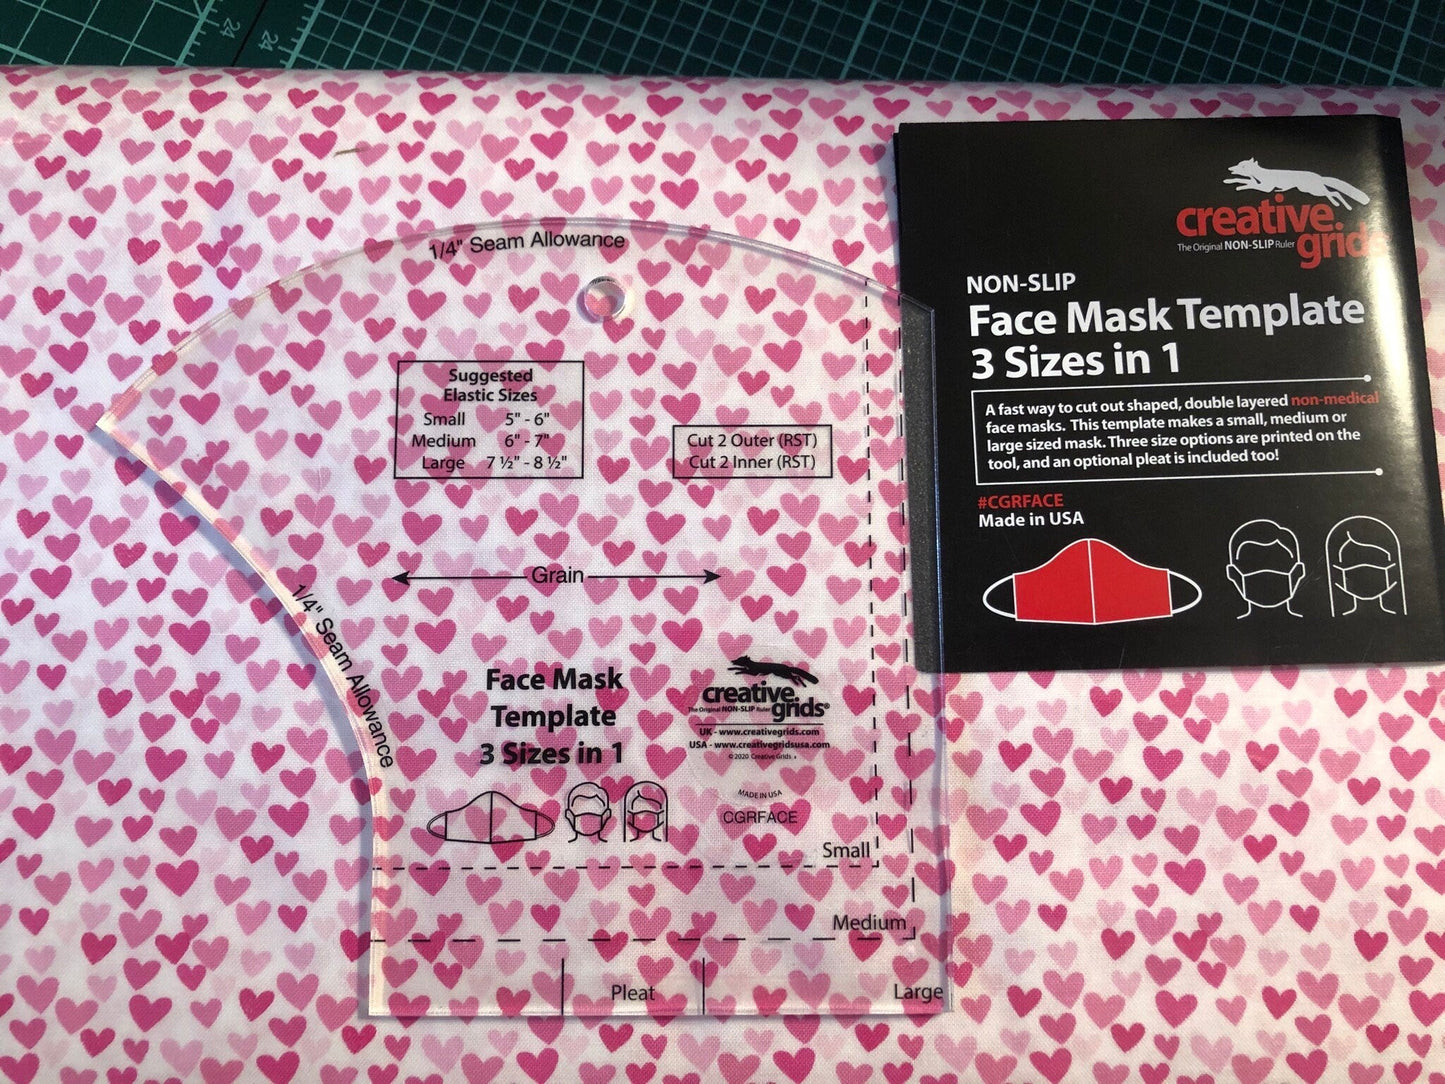 24
24
1/4" Seam Allowance
Suggested
Elastic Sizes
Small 5" - 6"
Medium 6" - 7"
Large 7 ½" - 8 ½"
Cut 2 Outer (RST)
Cut 2 Inner (RST)
Grain
1/4" Seam Allowance
Face Mask
Template
3 Sizes in 1
creative
grids®
The Original NON-SLIP Ruler
UK - www.creativegrids.com
USA - www.creativegridsusa.com
© 2020 Creative Grids
MADE IN USA
CGRFACE
Small
Medium
Pleat
Large
creative
grids
The Original NON-SLIP Ruler
NON-SLIP
Face Mask Template
3 Sizes in 1
A fast way to cut out shaped, double layered non-medical
face masks. This template makes a small, medium or
large sized mask. Three size options are printed on the
tool, and an optional pleat is included too!
#CGRFACE
Made in USA